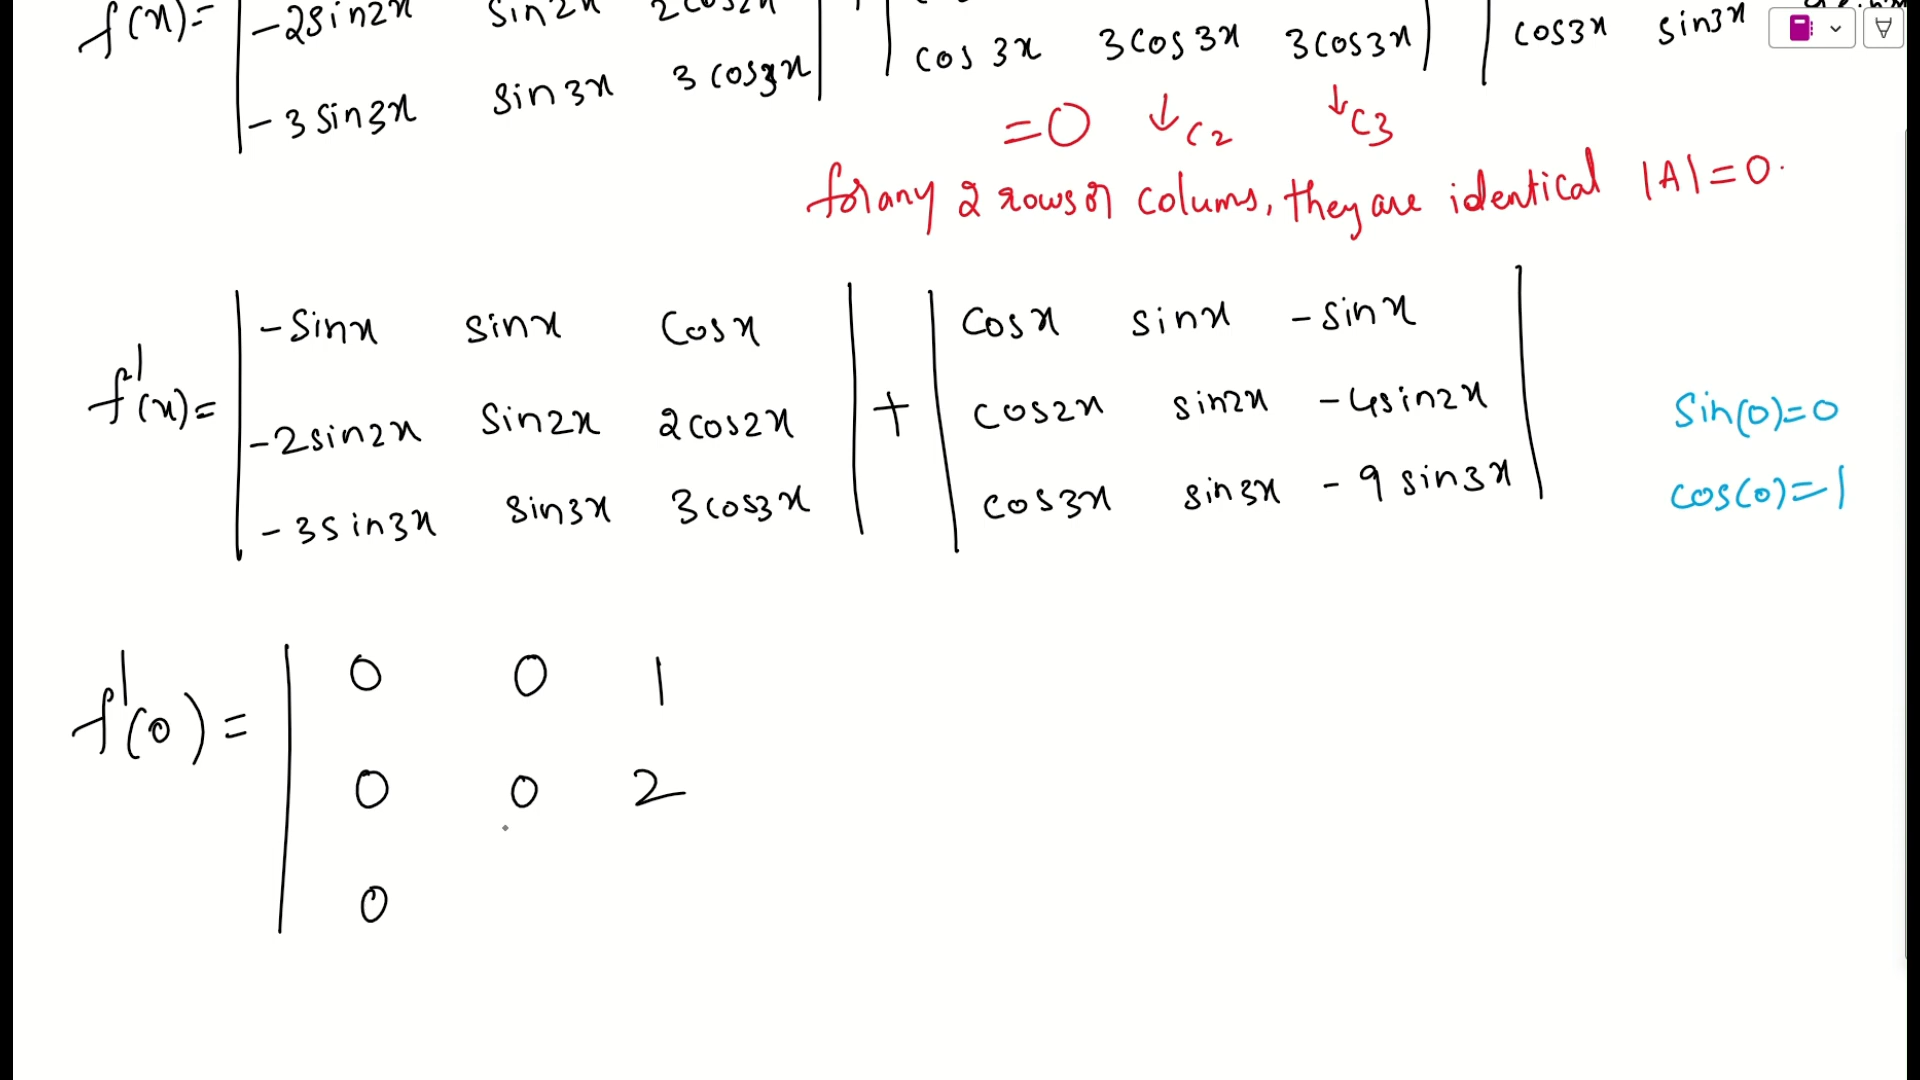 f'(x)= | -2sin2x sin2x 2cos2x |
| -3sin3x sin3x 3cos3x | | cos3x 3cos3x 3cos3x | | cos3x sin3x
=0 ↓c2 ↓c3
for any 2 rows or colums, they are identical |A|=0.
f'(x)= | -sinx sinx cosx | + | cosx sinx -sinx |
| -2sin2x sin2x 2cos2x | | cos2x sin2x -4sin2x |
| -3sin3x sin3x 3cos3x | | cos3x sin3x -9sin3x |
sin(0)=0
cos(0)=1
f'(0)= | 0 0 1
| 0 0 2
| 0